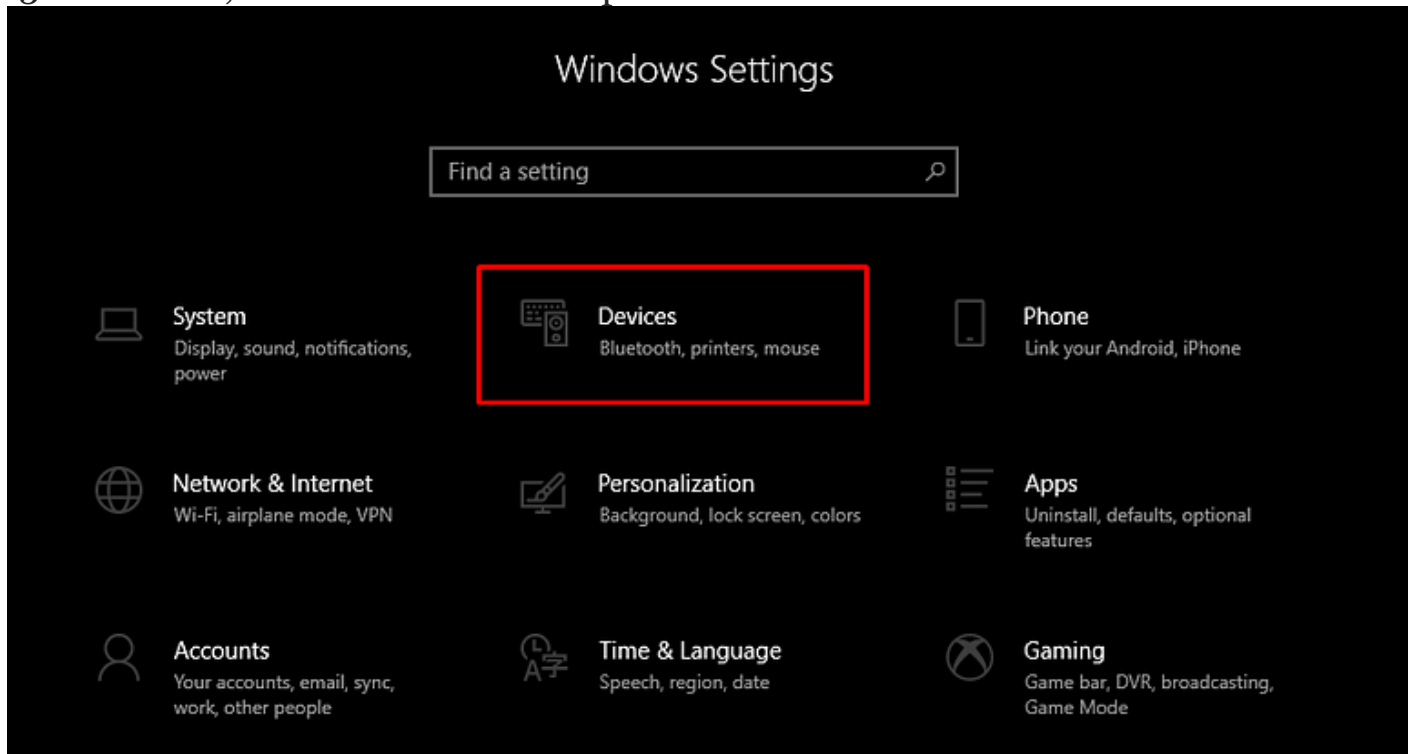 Windows Settings
Find a setting
System
Display, sound, notifications,
power
Devices
Bluetooth, printers, mouse
Phone
Link your Android, iPhone
Network & Internet
Wi-Fi, airplane mode, VPN
Personalization
Background, lock screen, colors
Apps
Uninstall, defaults, optional
features
Accounts
Your accounts, email, sync,
work, other people
Time & Language
Speech, region, date
Gaming
Game bar, DVR, broadcasting,
Game Mode